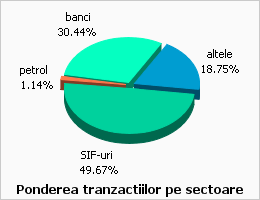 banci
30.44%
altele
18.75%
petrol
1.14%
SIF-uri
49.67%
Ponderea tranzactiilor pe sectoare